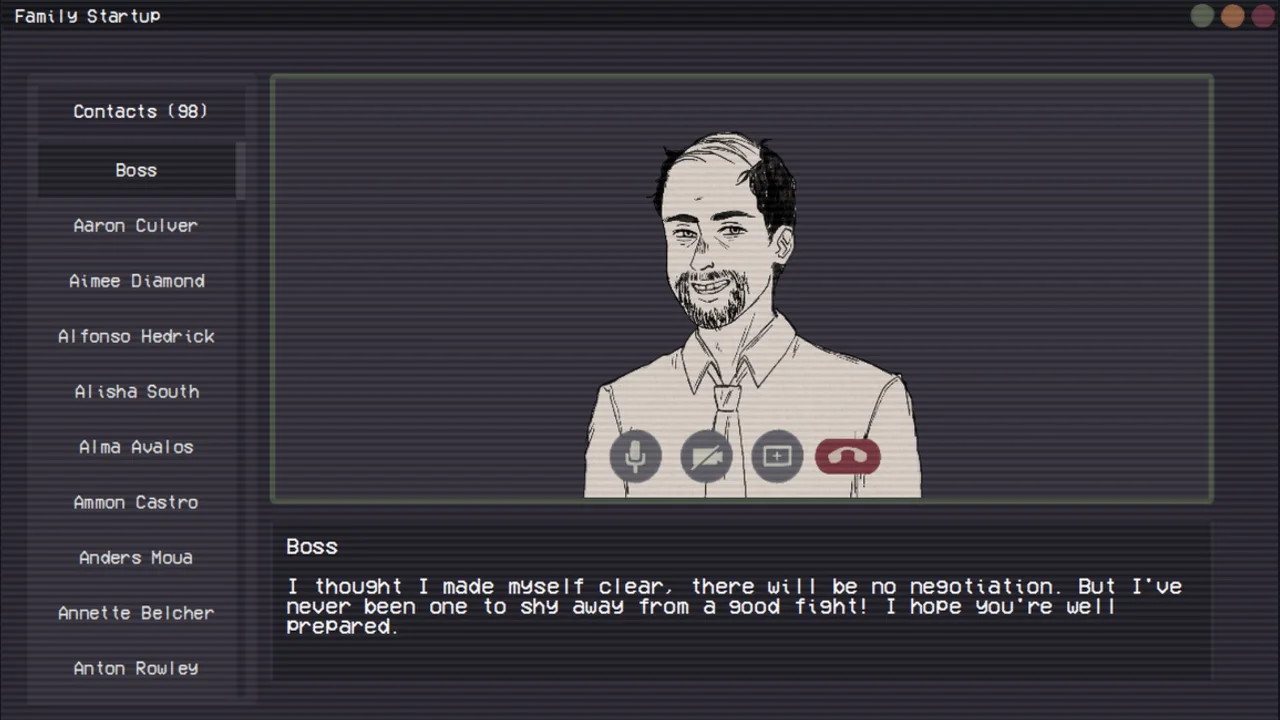 Family Startup
Contacts (98)
Boss
Aaron Culver
Aimee Diamond
Alfonso Hedrick
Alisha South
Alma Avalos
Ammon Castro
Anders Moua
Annette Belcher
Anton Rowley
Boss
I thought I made myself clear, there will be no negotiation. But I've
never been one to shy away from a good fight! I hope you're well
prepared.